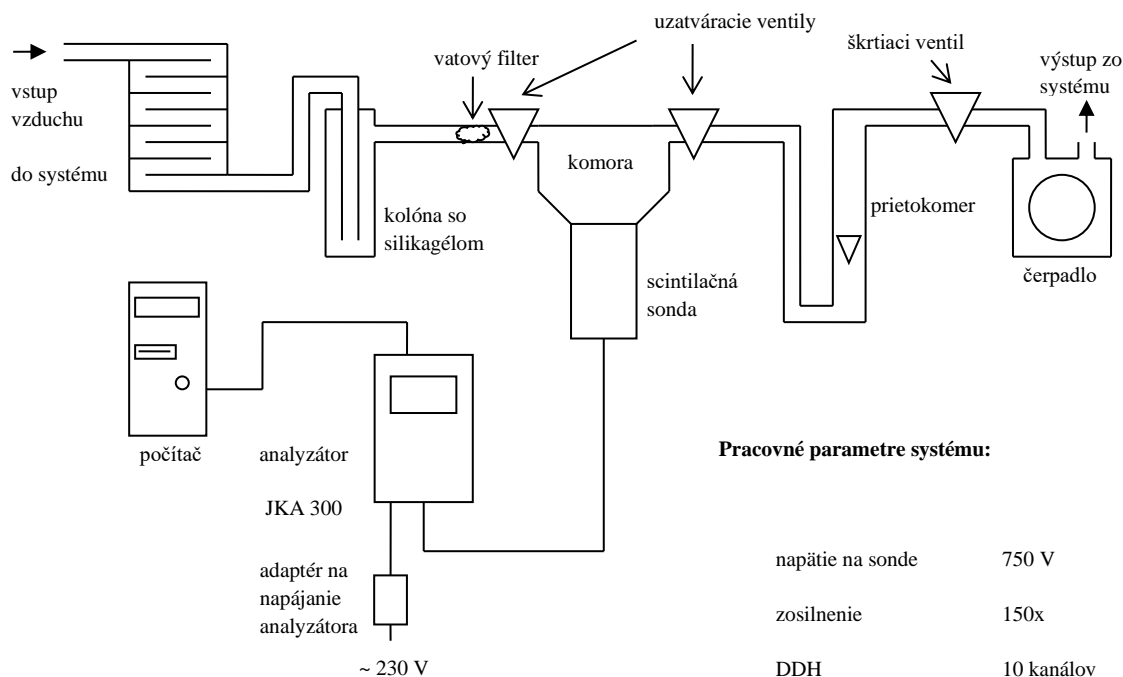 uzatváracie ventily
škrtiaci ventil
vatový filter
výstup zo
systému
vstup
vzduchu
do systému
komora
kolóna so
silikagélom
prietokomer
scintilačná
sonda
čerpadlo
počítač
analyzátor
JKA 300
adaptér na
napájanie
analyzátora
~ 230 V
Pracovné parametre systému:
napätie na sonde 750 V
zosilnenie 150x
DDH 10 kanálov